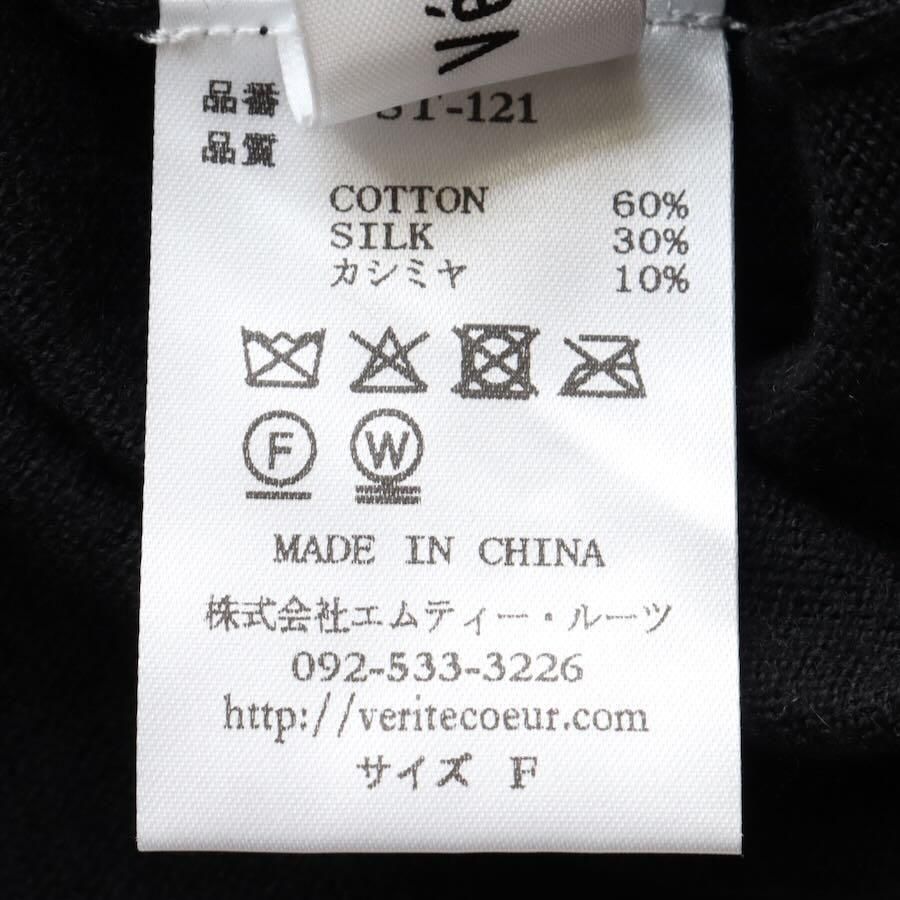 Vé
品番 ST-121
品質
COTTON 60%
SILK 30%
カシミヤ 10%
F W
MADE IN CHINA
株式会社エムティー・ルーツ
092-533-3226
http://veritecoeur.com
サイズ F